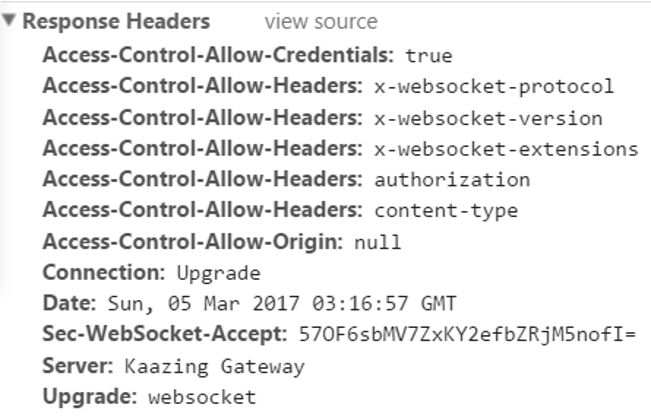 ▼ Response Headers view source
Access-Control-Allow-Credentials: true
Access-Control-Allow-Headers: x-websocket-protocol
Access-Control-Allow-Headers: x-websocket-version
Access-Control-Allow-Headers: x-websocket-extensions
Access-Control-Allow-Headers: authorization
Access-Control-Allow-Headers: content-type
Access-Control-Allow-Origin: null
Connection: Upgrade
Date: Sun, 05 Mar 2017 03:16:57 GMT
Sec-WebSocket-Accept: 57OF6sbMV7ZxKY2efbZRjM5nofI=
Server: Kaazing Gateway
Upgrade: websocket